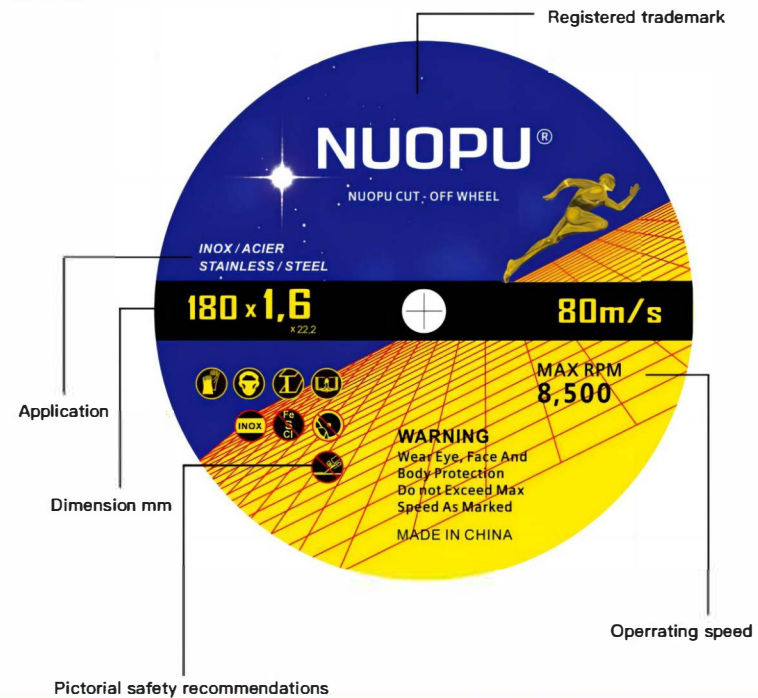 Registered trademark
NUOPU®
NUOPU CUT - OFF WHEEL
INOX / ACIER
STAINLESS / STEEL
180 x 1,6
x 22,2
80m/s
MAX RPM
8,500
Application
INOX
Fe
S
Cl
WARNING
Wear Eye, Face And
Body Protection
Do not Exceed Max
Speed As Marked
MADE IN CHINA
Dimension mm
Operrating speed
Pictorial safety recommendations